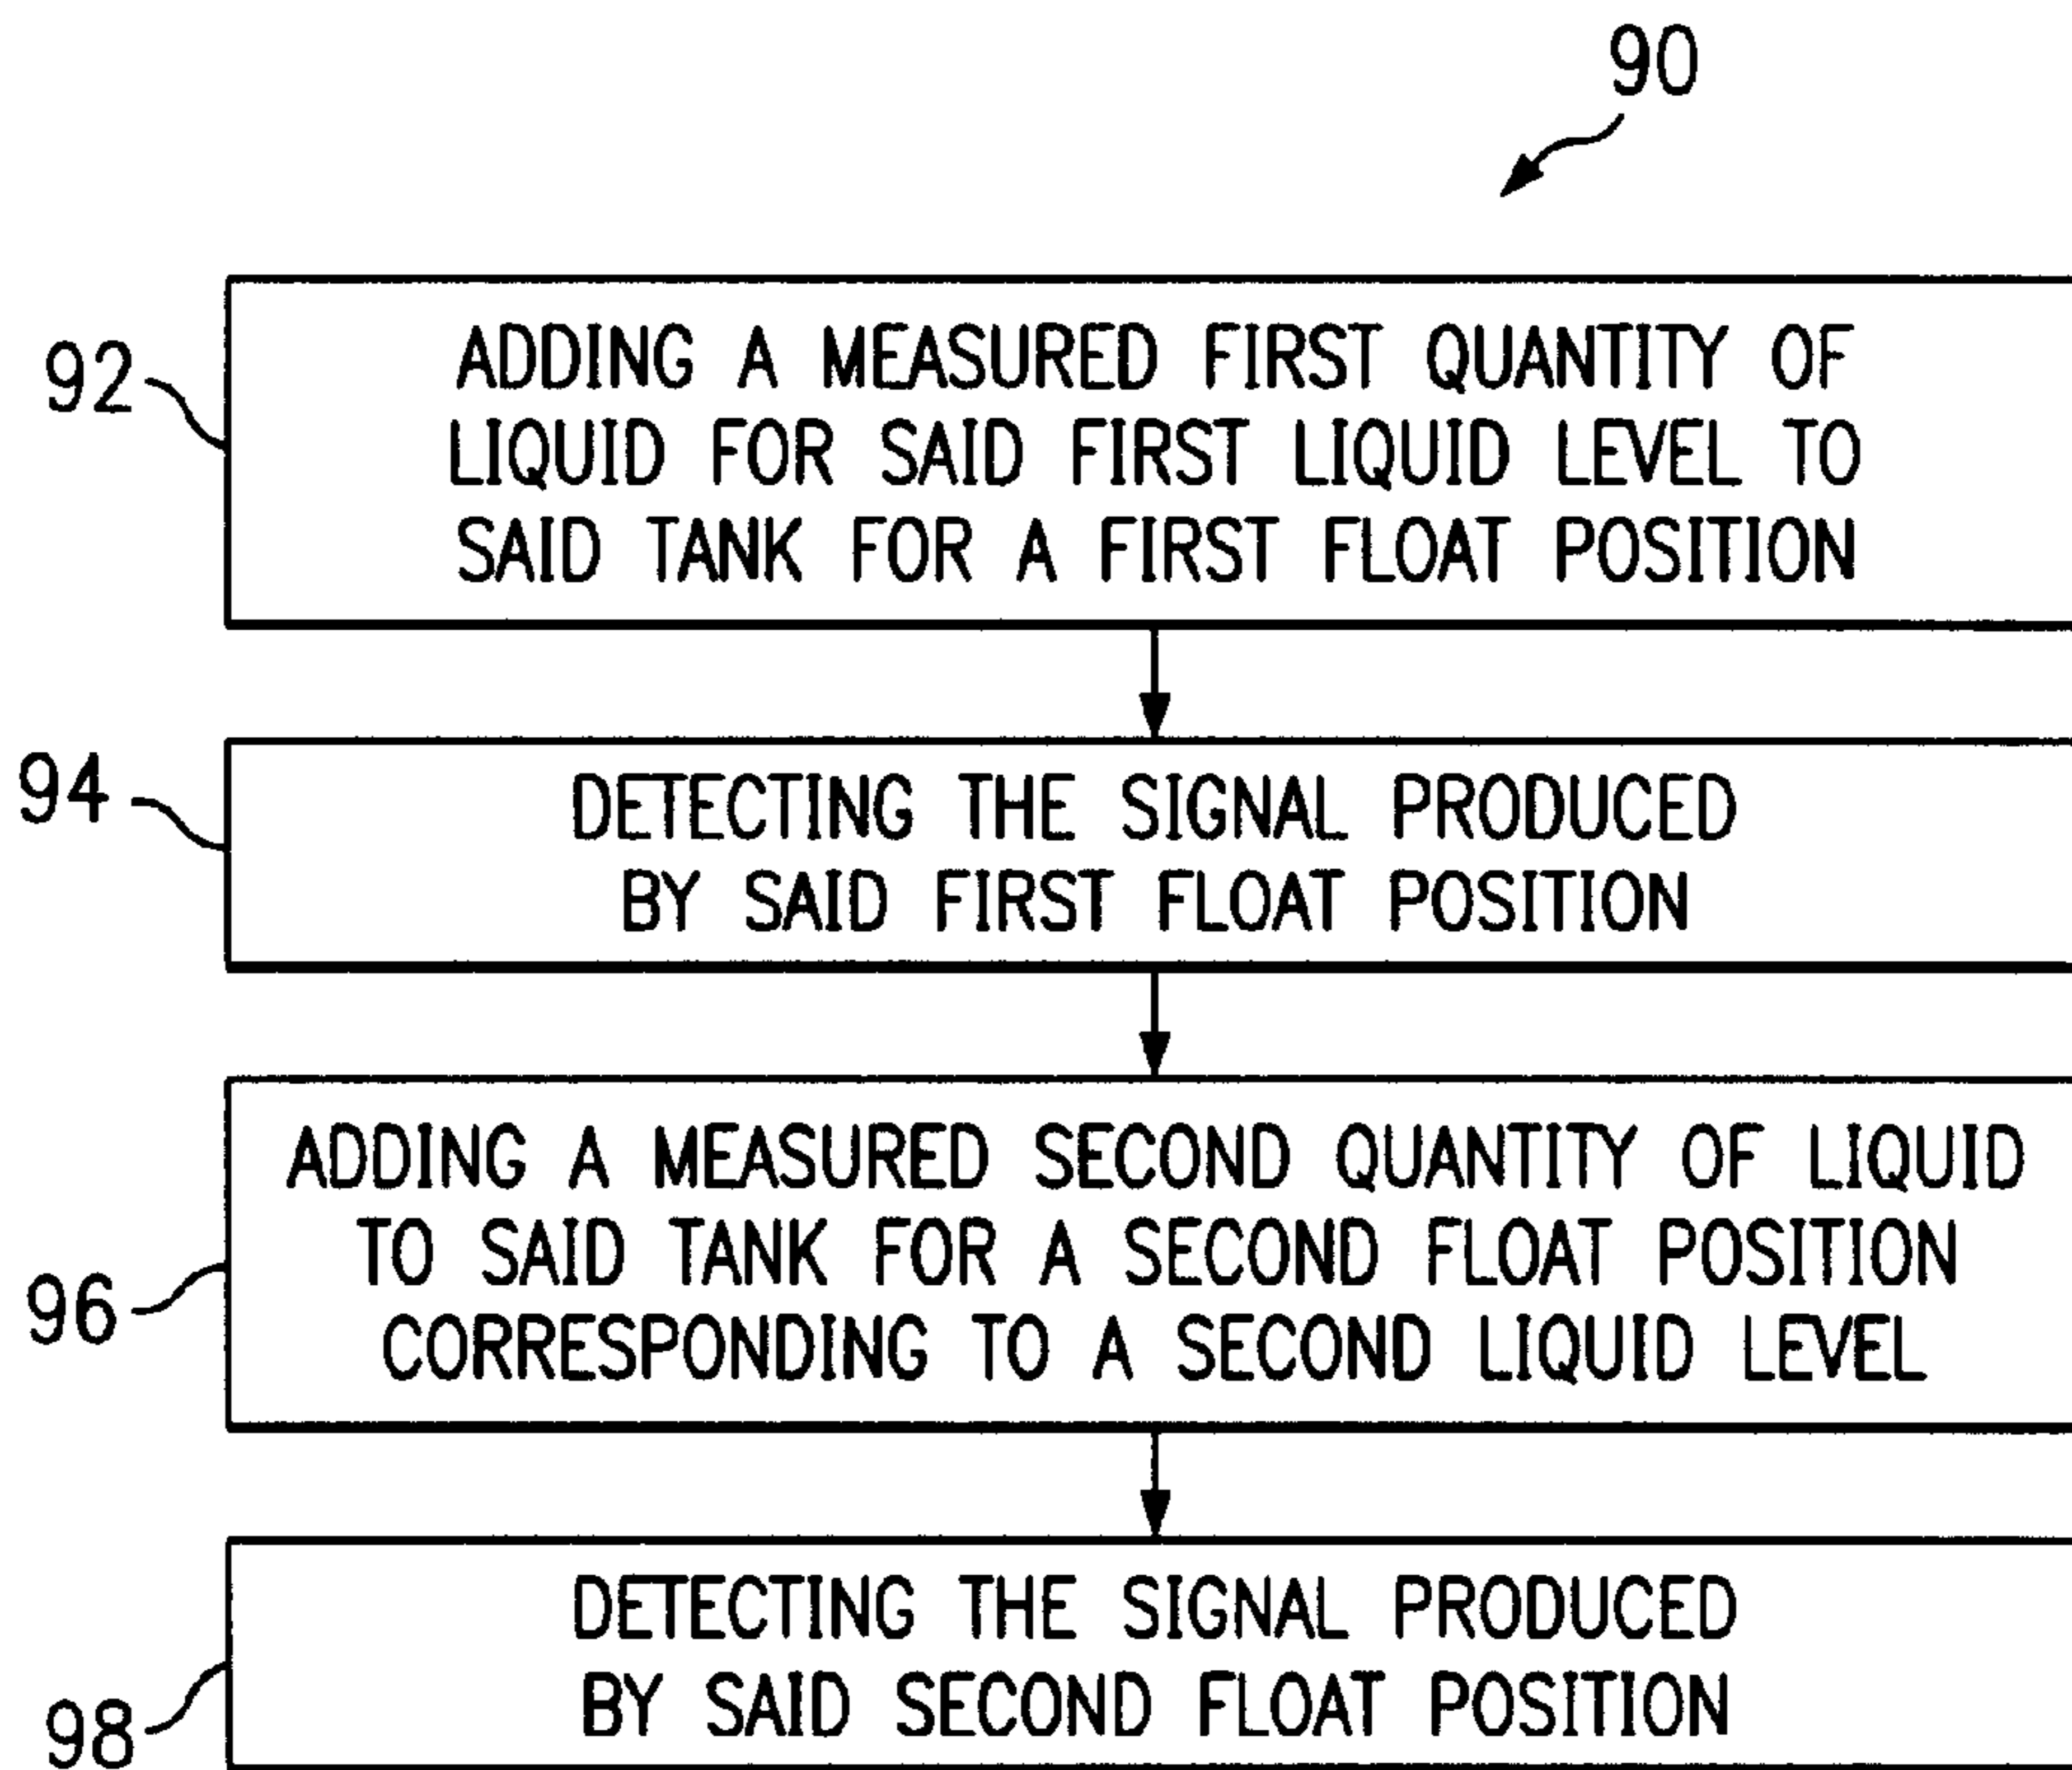 90
92
ADDING A MEASURED FIRST QUANTITY OF
LIQUID FOR SAID FIRST LIQUID LEVEL TO
SAID TANK FOR A FIRST FLOAT POSITION
94
DETECTING THE SIGNAL PRODUCED
BY SAID FIRST FLOAT POSITION
96
ADDING A MEASURED SECOND QUANTITY OF LIQUID
TO SAID TANK FOR A SECOND FLOAT POSITION
CORRESPONDING TO A SECOND LIQUID LEVEL
98
DETECTING THE SIGNAL PRODUCED
BY SAID SECOND FLOAT POSITION